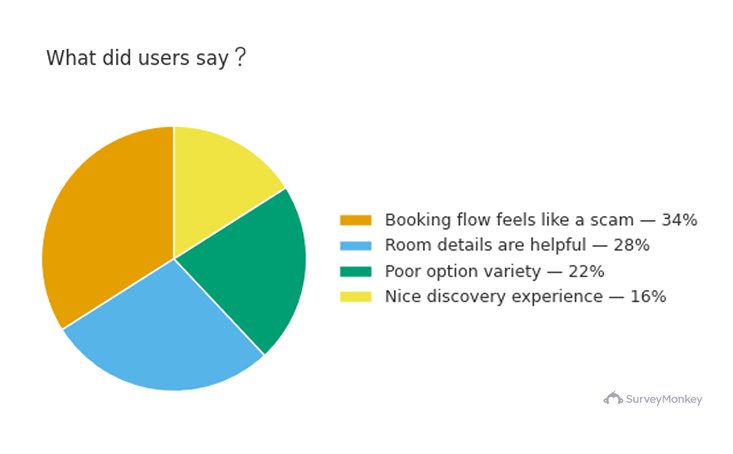 What did users say？
Booking flow feels like a scam — 34%
Room details are helpful — 28%
Poor option variety — 22%
Nice discovery experience — 16%
SurveyMonkey